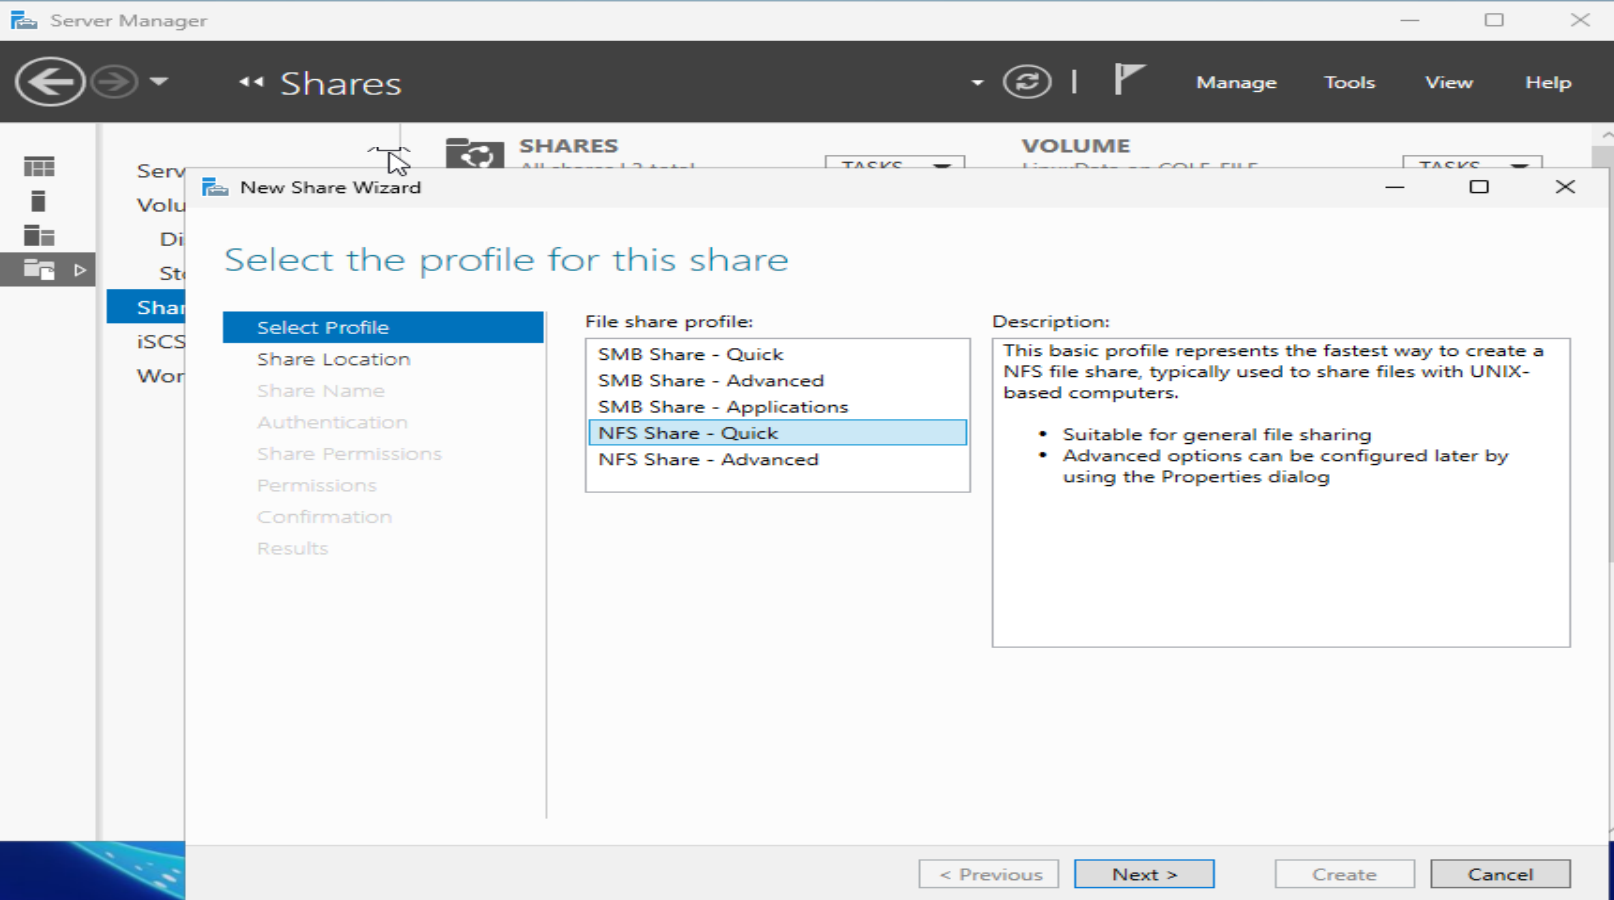 Server Manager
Shares
Manage
Tools
View
Help
SHARES
TASKS
VOLUME
LinuxData on COLE-FILE
TASKS
New Share Wizard
Select the profile for this share
Select Profile
Share Location
Share Name
Authentication
Share Permissions
Permissions
Confirmation
Results
File share profile:
SMB Share - Quick
SMB Share - Advanced
SMB Share - Applications
NFS Share - Quick
NFS Share - Advanced
Description:
This basic profile represents the fastest way to create a
NFS file share, typically used to share files with UNIX-
based computers.
• Suitable for general file sharing
• Advanced options can be configured later by
using the Properties dialog
Serv
Volu
Di
Sto
Shar
iSCS
Wor
< Previous
Next >
Create
Cancel